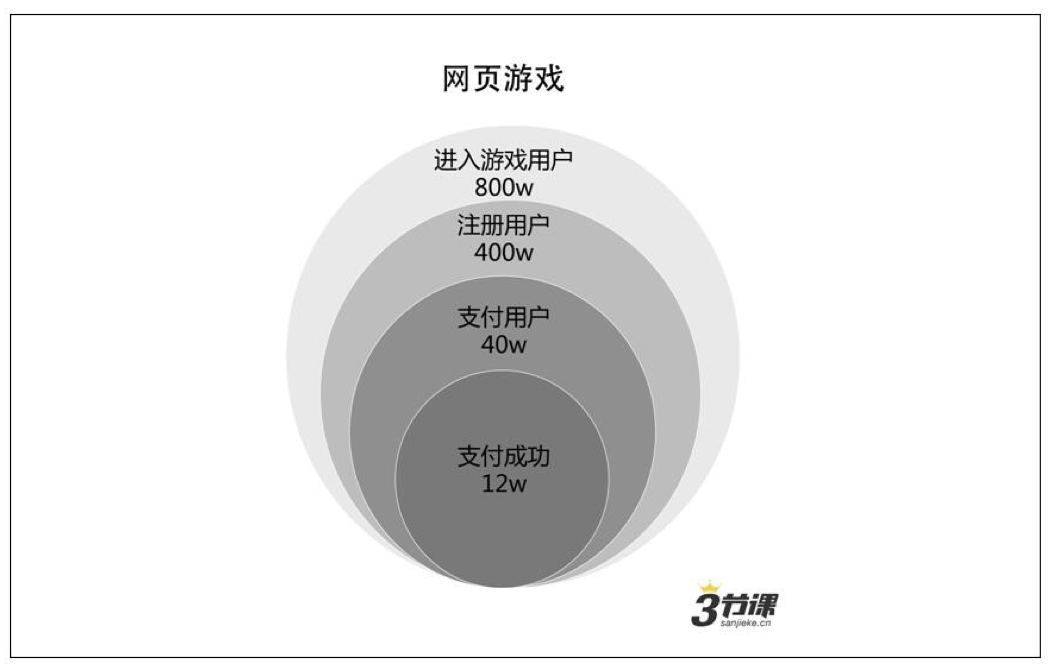 网页游戏
进入游戏用户
800w
注册用户
400w
支付用户
40w
支付成功
12w
3节课
sanjieke.cn